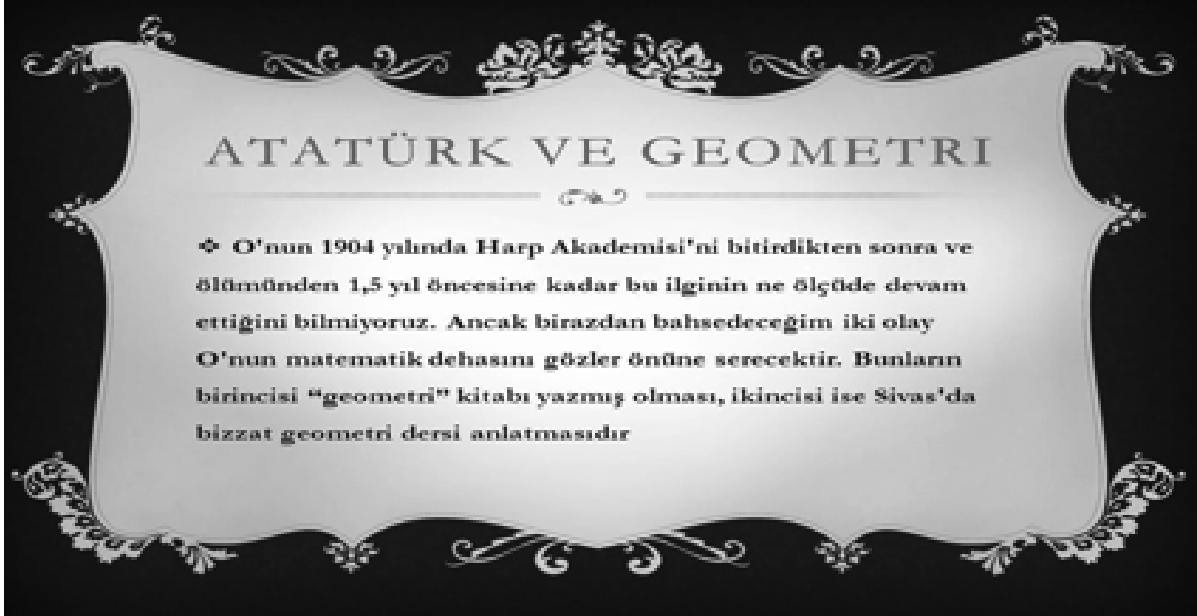 ATATÜRK VE GEOMETRI
❖ O'nun 1904 yılında Harp Akademisi'ni bitirdikten sonra ve
ölümünden 1,5 yıl öncesine kadar bu ilginin ne ölçüde devam
ettiğini bilmiyoruz. Ancak birazdan bahsedeceğim iki olay
O'nun matematik dehasını gözler önüne serecektir. Bunların
birincisi “geometri” kitabı yazmış olması, ikincisi ise Sivas'da
bizzat geometri dersi anlatmasıdır